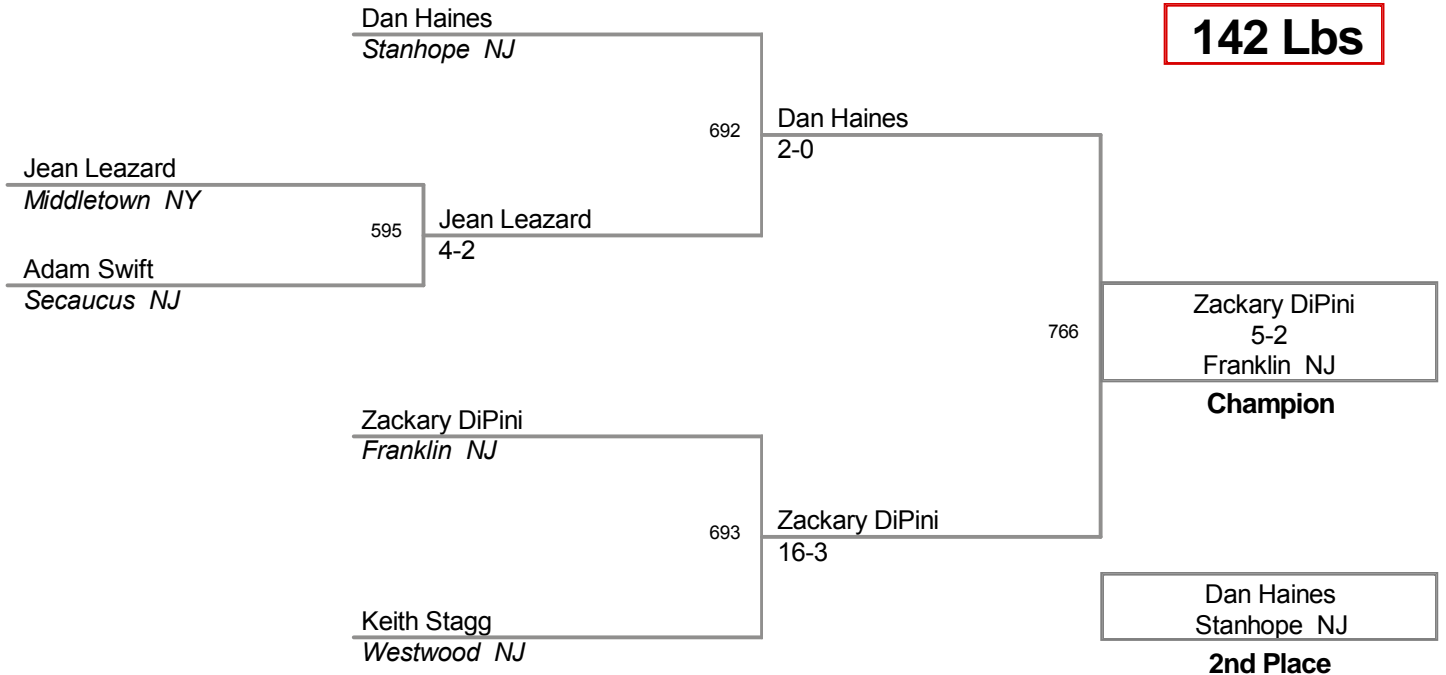 Dan Haines
Stanhope NJ
142 Lbs
692
Dan Haines
2-0
Jean Leazard
Middletown NY
595
Jean Leazard
4-2
Adam Swift
Secaucus NJ
766
Zackary DiPini
5-2
Franklin NJ
Champion
Zackary DiPini
Franklin NJ
693
Zackary DiPini
16-3
Keith Stagg
Westwood NJ
Dan Haines
Stanhope NJ
2nd Place